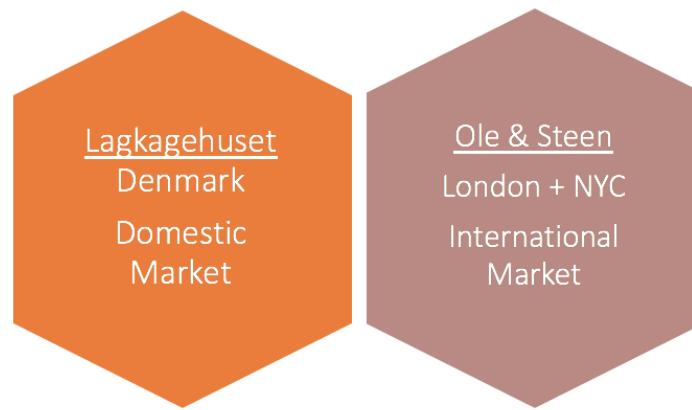 Lagkagehuset
Denmark
Domestic
Market
Ole & Steen
London + NYC
International
Market